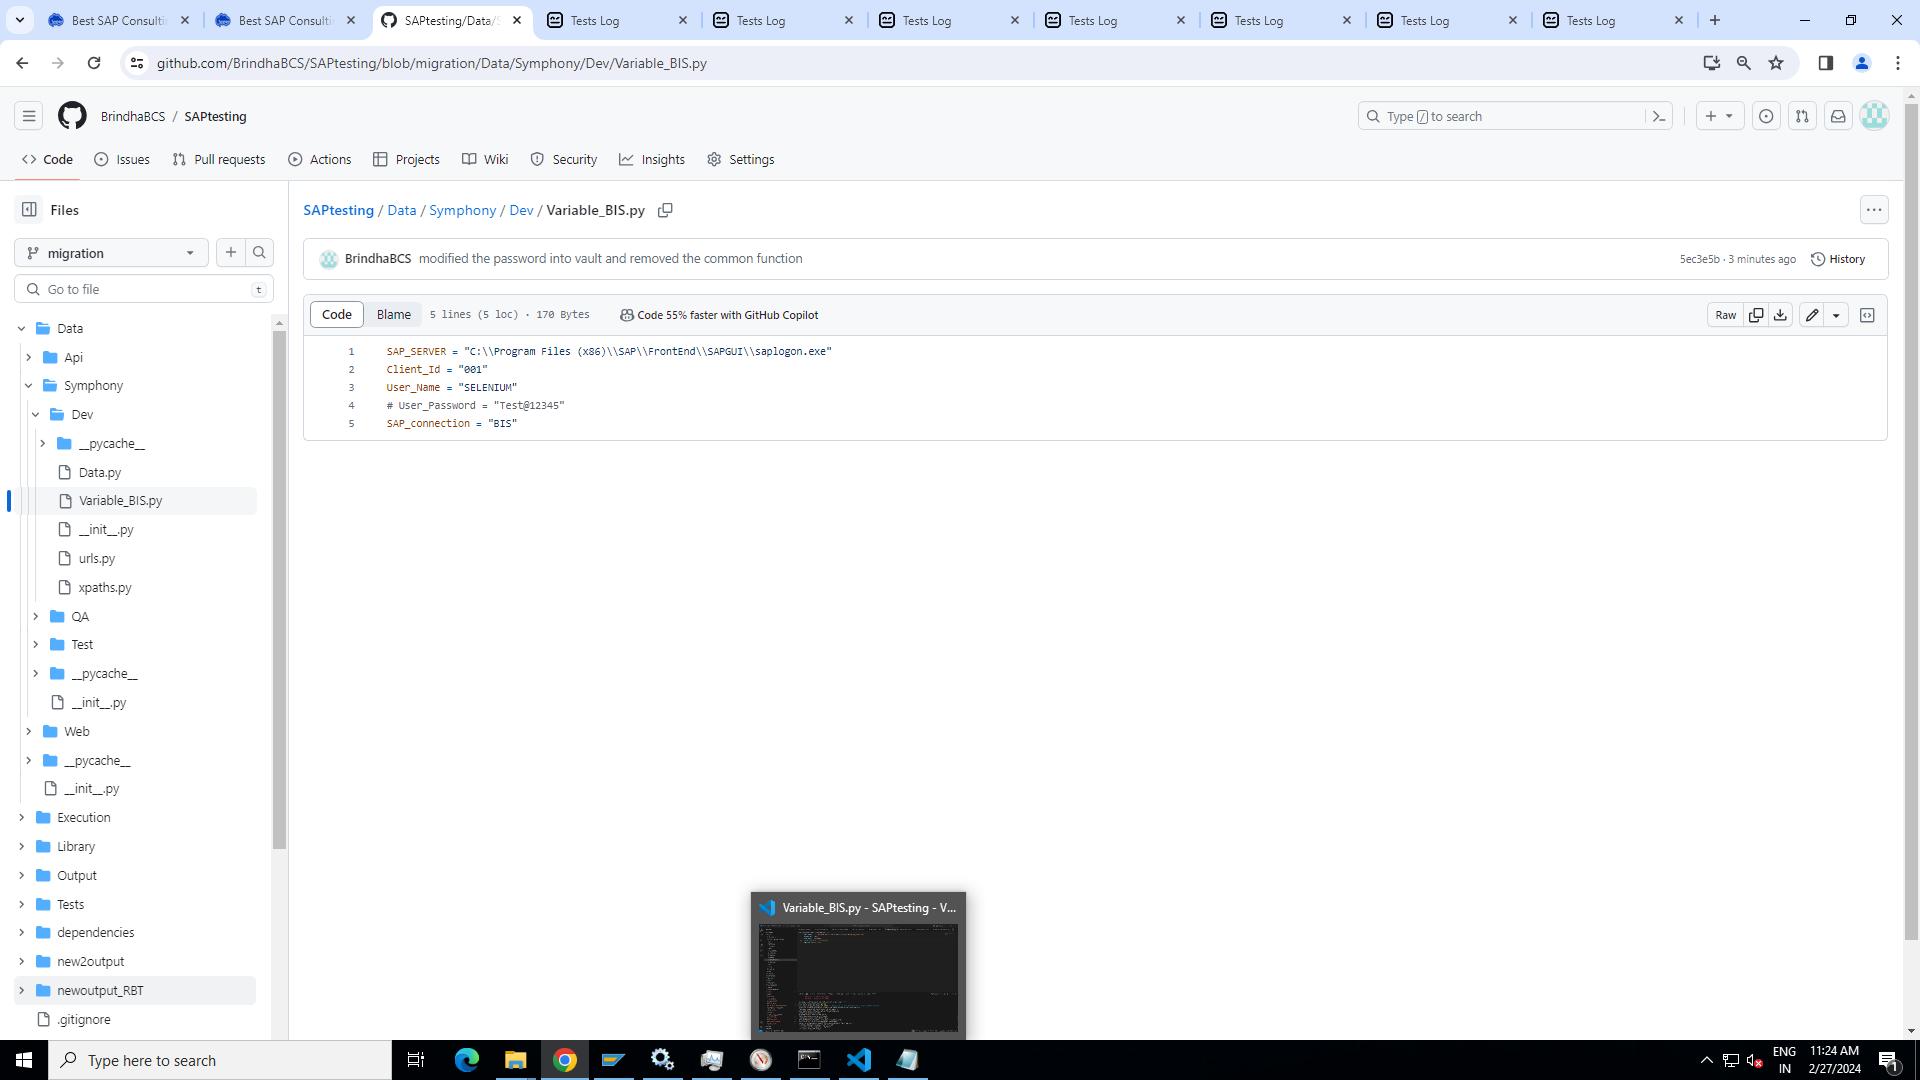 Best SAP Consulti
Best SAP Consulti
SAPtesting/Data/S
Tests Log
Tests Log
Tests Log
Tests Log
Tests Log
Tests Log
Tests Log
github.com/BrindhaBCS/SAPtesting/blob/migration/Data/Symphony/Dev/Variable_BIS.py
BrindhaBCS / SAPtesting
Type / to search
Code
Issues
Pull requests
Actions
Projects
Wiki
Security
Insights
Settings
Files
migration
Go to file
t
Data
Api
Symphony
Dev
__pycache__
Data.py
Variable_BIS.py
__init__.py
urls.py
xpaths.py
QA
Test
__pycache__
__init__.py
Web
__pycache__
__init__.py
Execution
Library
Output
Tests
dependencies
new2output
newoutput_RBT
.gitignore
SAPtesting / Data / Symphony / Dev / Variable_BIS.py
BrindhaBCS modified the password into vault and removed the common function
5ec3e5b · 3 minutes ago
History
Code
Blame
5 lines (5 loc) · 170 Bytes
Code 55% faster with GitHub Copilot
Raw
1 SAP_SERVER = "C:\\Program Files (x86)\\SAP\\FrontEnd\\SAPGUI\\saplogon.exe"
2 Client_Id = "001"
3 User_Name = "SELENIUM"
4 # User_Password = "Test@12345"
5 SAP_connection = "BIS"
Variable_BIS.py - SAPtesting - V...
Type here to search
ENG
IN
11:24 AM
2/27/2024
1